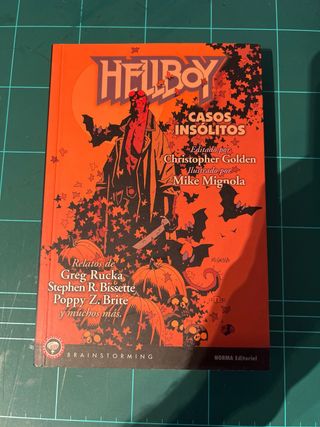 HELLBOY
CASOS
INSÓLITOS
Editado por
Christopher Golden
Ilustrado por
Mike Mignola
Relatos de
Greg Rucka
Stephen R. Bissette
Poppy Z. Brite
y muchos más.
BRAINSTORMING
NORMA Editorial